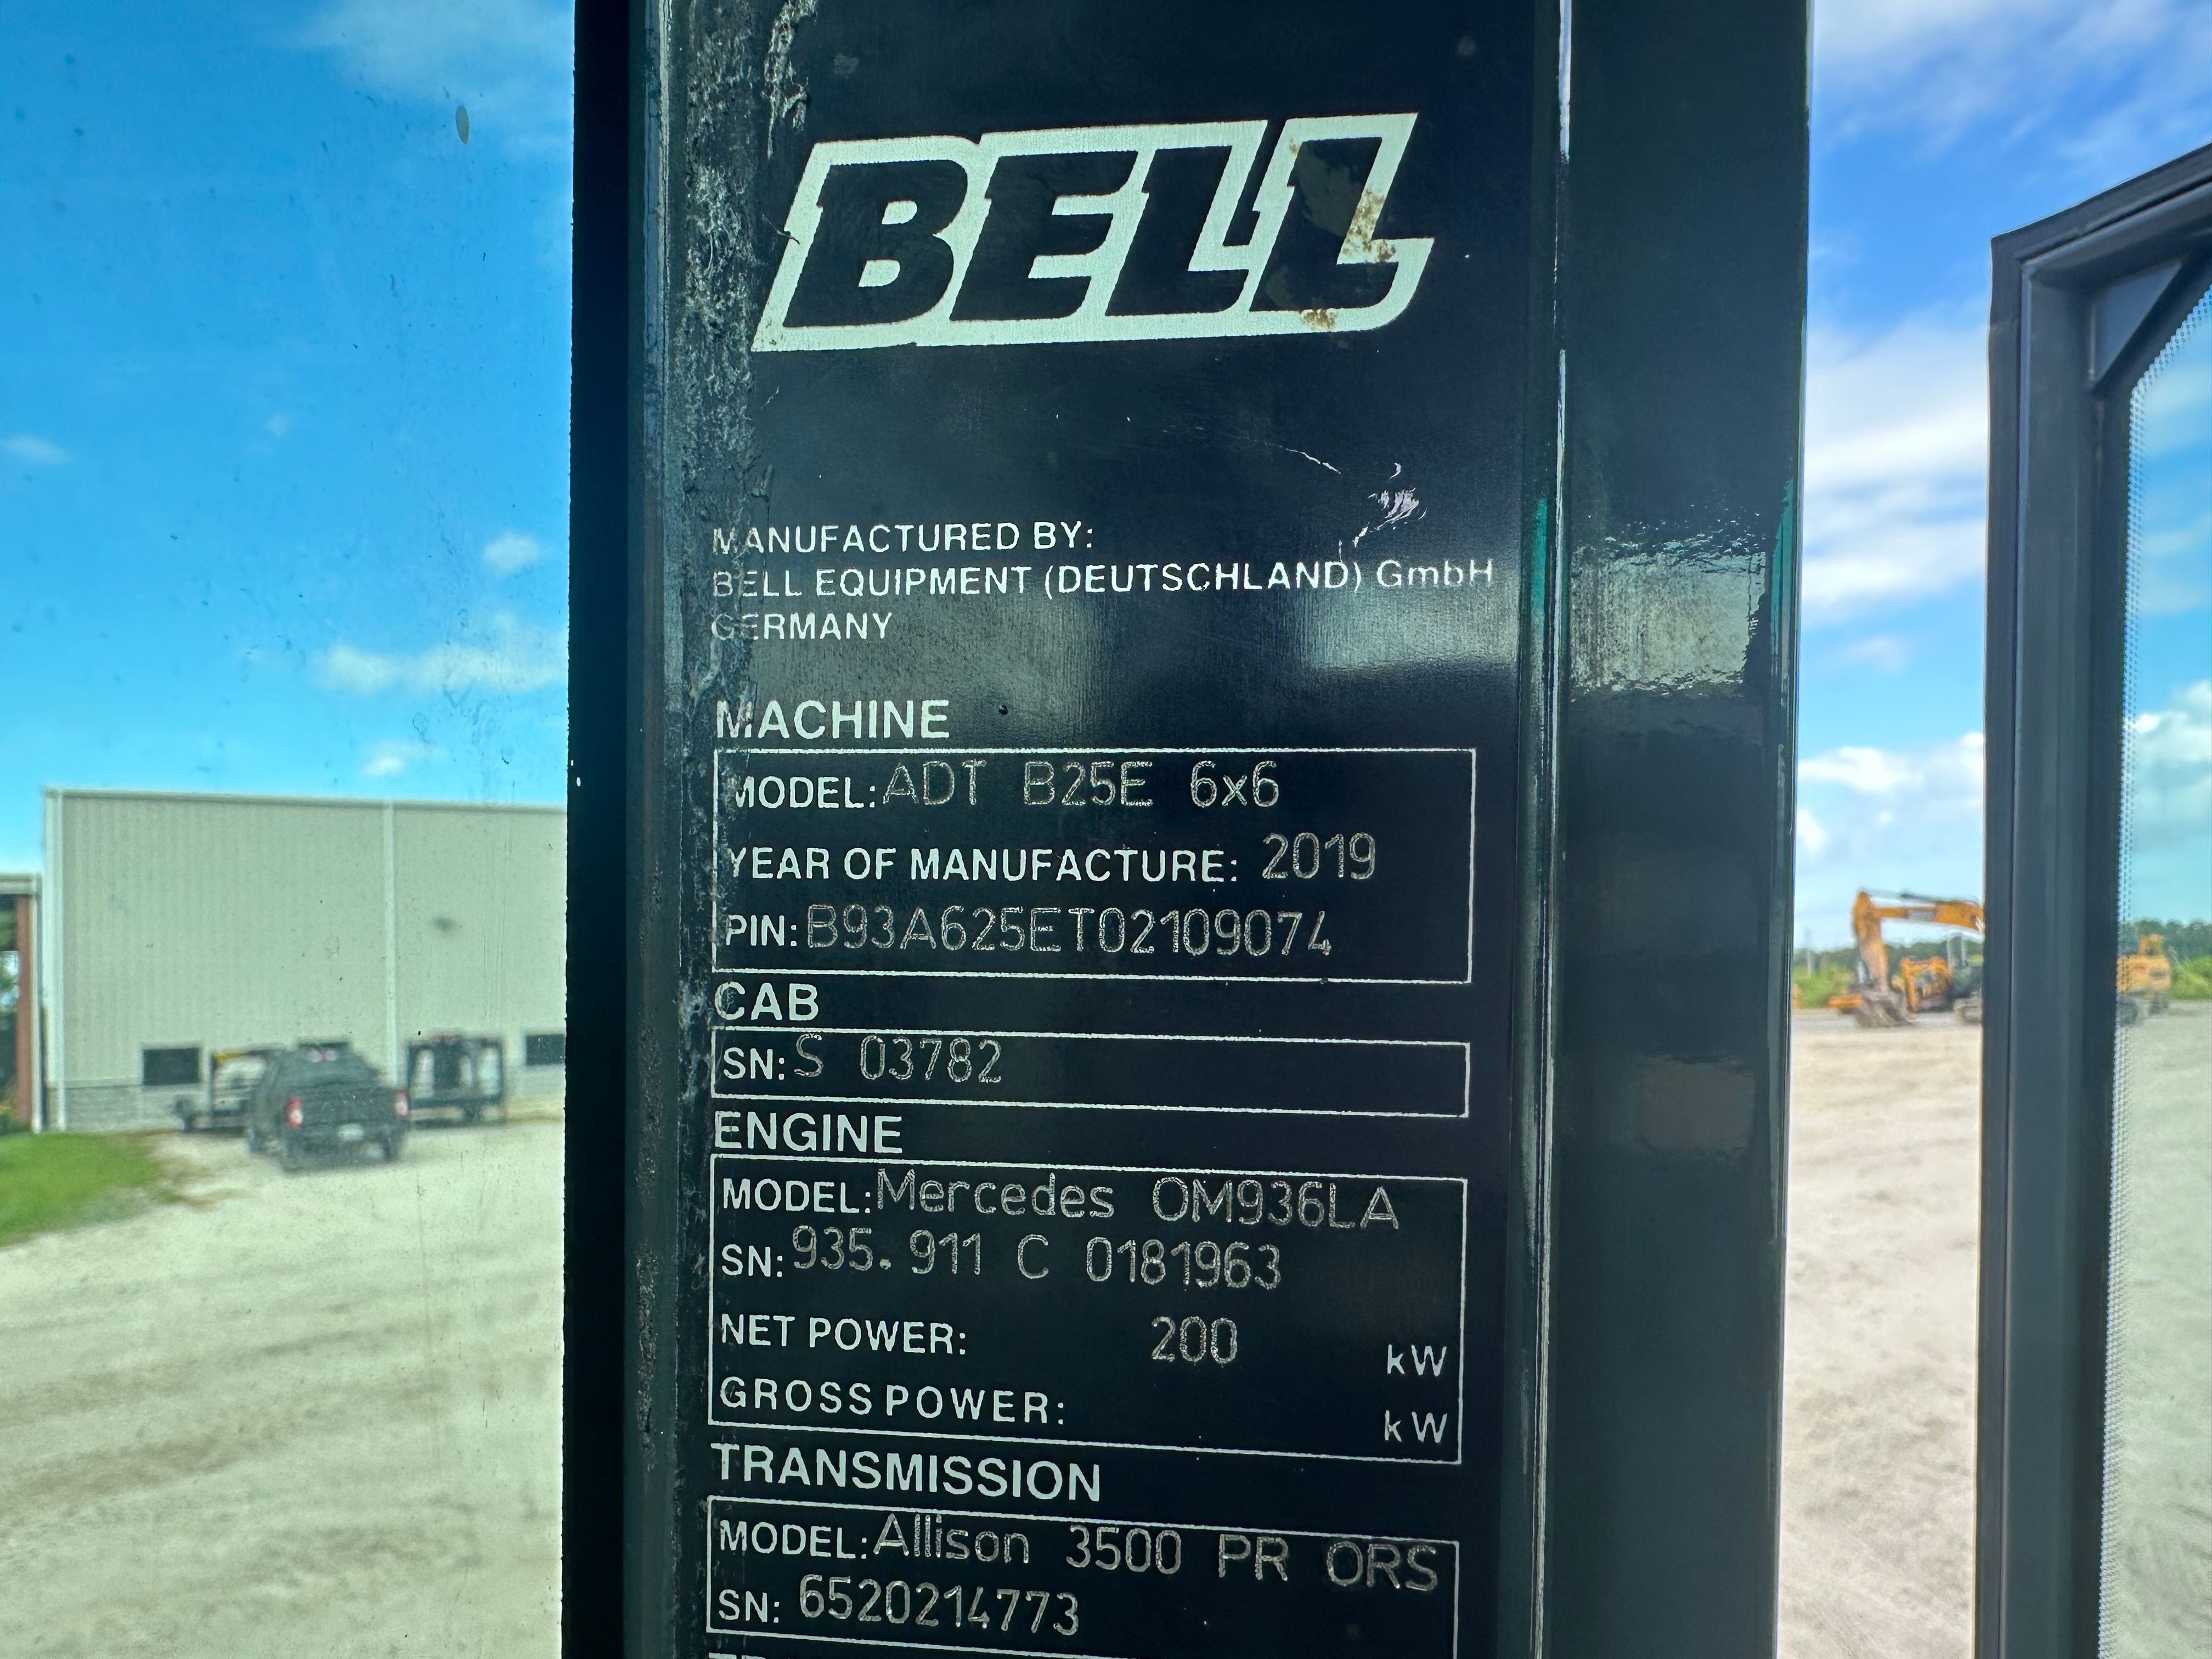 BELL
MANUFACTURED BY:
BELL EQUIPMENT (DEUTSCHLAND) GmbH
GERMANY
MACHINE
MODEL: ADT B25E 6x6
YEAR OF MANUFACTURE: 2019
PIN: B93A625ET02109074
CAB
SN: S 03782
ENGINE
MODEL: Mercedes OM936LA
SN: 935.911 C 0181963
NET POWER: 200 kW
GROSS POWER: kW
TRANSMISSION
MODEL: Allison 3500 PR ORS
SN: 6520214773